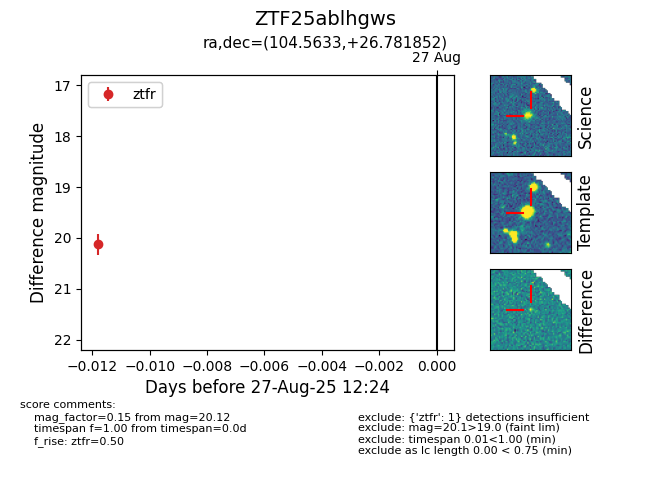 ZTF25ablhgws
ra,dec=(104.5633,+26.781852)
27 Aug
ztfr
17
18
19
20
21
22
Difference magnitude
−0.012 −0.010 −0.008 −0.006 −0.004 −0.002 0.000
Days before 27-Aug-25 12:24
Science
Template
Difference
score comments:
mag_factor=0.15 from mag=20.12
timespan f=1.00 from timespan=0.0d
f_rise: ztfr=0.50
exclude: {'ztfr': 1} detections insufficient
exclude: mag=20.1>19.0 (faint lim)
exclude: timespan 0.01<1.00 (min)
exclude as lc length 0.00 < 0.75 (min)